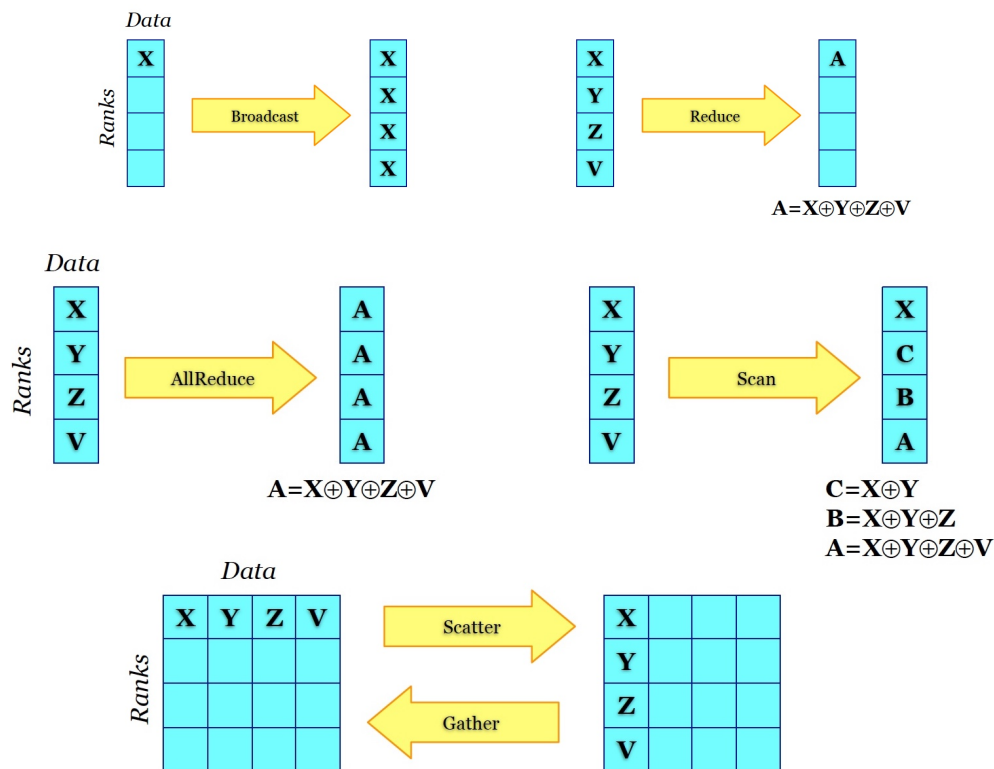 Data
X X X A
Ranks
X Y
Broadcast Reduce
X Z
X V
A=X⊕Y⊕Z⊕V
Data
X A X X
Ranks
Y A Y C
AllReduce Scan
Z A Z B
V A V A
A=X⊕Y⊕Z⊕V
C=X⊕Y
B=X⊕Y⊕Z
A=X⊕Y⊕Z⊕V
Data
X Y Z V
Scatter
X
Ranks
Y
Z
Gather
V